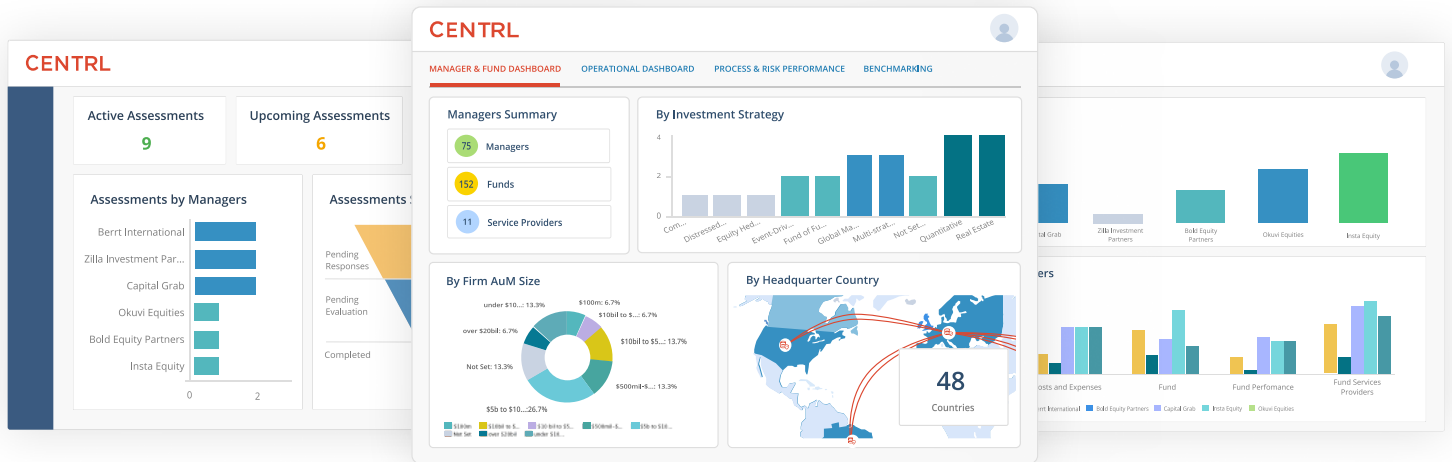 CENTRL
Active Assessments
9
Upcoming Assessments
6
Assessments by Managers
Berrt International
Zilla Investment Par...
Capital Grab
Okuvi Equities
Bold Equity Partners
Insta Equity
0
2
Assessments
Pending
Responses
Pending
Evaluation
Completed
CENTRL
MANAGER & FUND DASHBOARD
OPERATIONAL DASHBOARD
PROCESS & RISK PERFORMANCE
BENCHMARKING
Managers Summary
75 Managers
152 Funds
11 Service Providers
By Investment Strategy
4
2
0
Com...
Distressed...
Equity Hed...
Event-Driv...
Fund of Fu...
Global Ma...
Multi-strat...
Not Set...
Quantitative
Real Estate
By Firm AuM Size
under $10...: 13.3%
$100m: 6.7%
$10bil to $...: 6.7%
over $20bil: 6.7%
$10bil to $5...: 13.7%
Not Set: 13.3%
$500mil-$...: 13.3%
$5b to $10...:26.7%
By Headquarter Country
48
Countries
tal Grab
Zilla Investment
Partners
Bold Equity
Partners
Okuvi Equities
Insta Equity
ers
osts and Expenses
Fund
Fund Perfomance
Fund Services
Providers
rrt International
Bold Equity Partners
Capital Grab
Insta Equity
Okuvi Equities